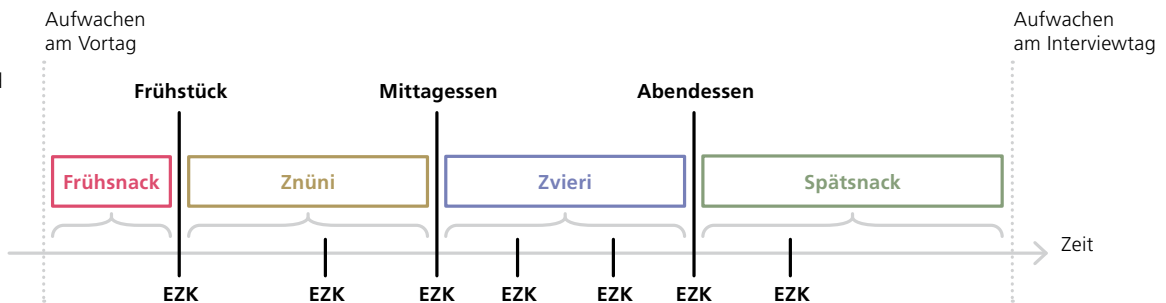 Aufwachen
am Vortag
Aufwachen
am Interviewtag
Frühstück
Mittagessen
Abendessen
Frühsnack
Znüni
Zvieri
Spätsnack
Zeit
EZK EZK EZK EZK EZK EZK EZK